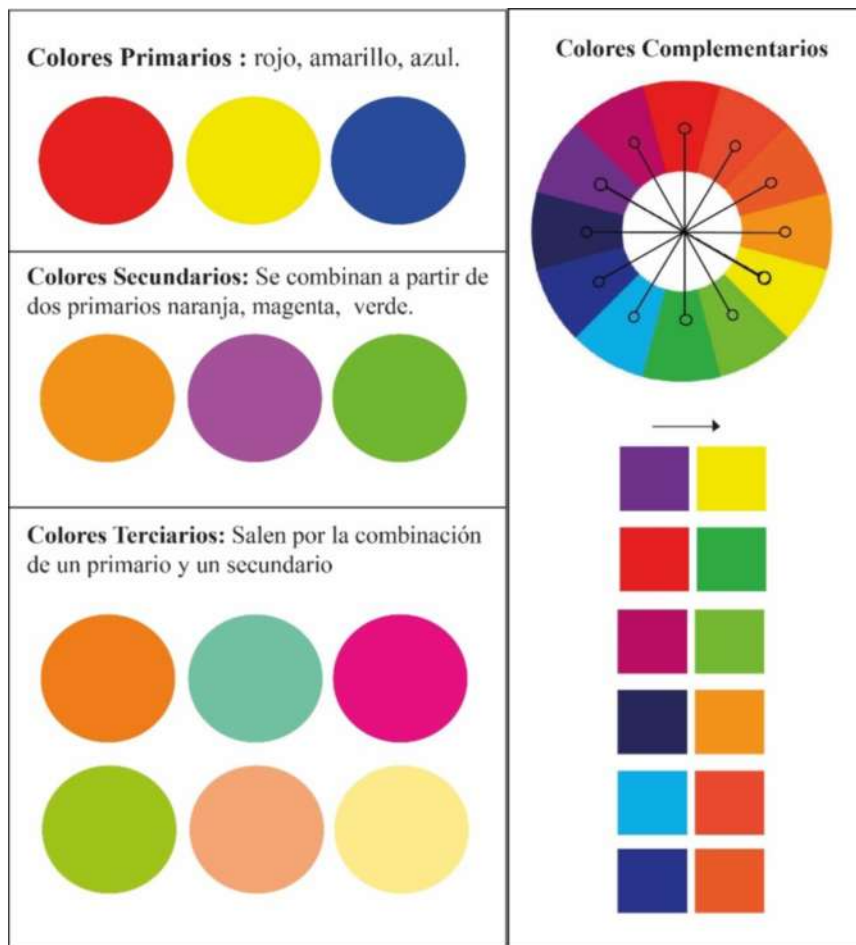 Colores Primarios : rojo, amarillo, azul.
Colores Secundarios: Se combinan a partir de
dos primarios naranja, magenta, verde.
Colores Terciarios: Salen por la combinación
de un primario y un secundario
Colores Complementarios